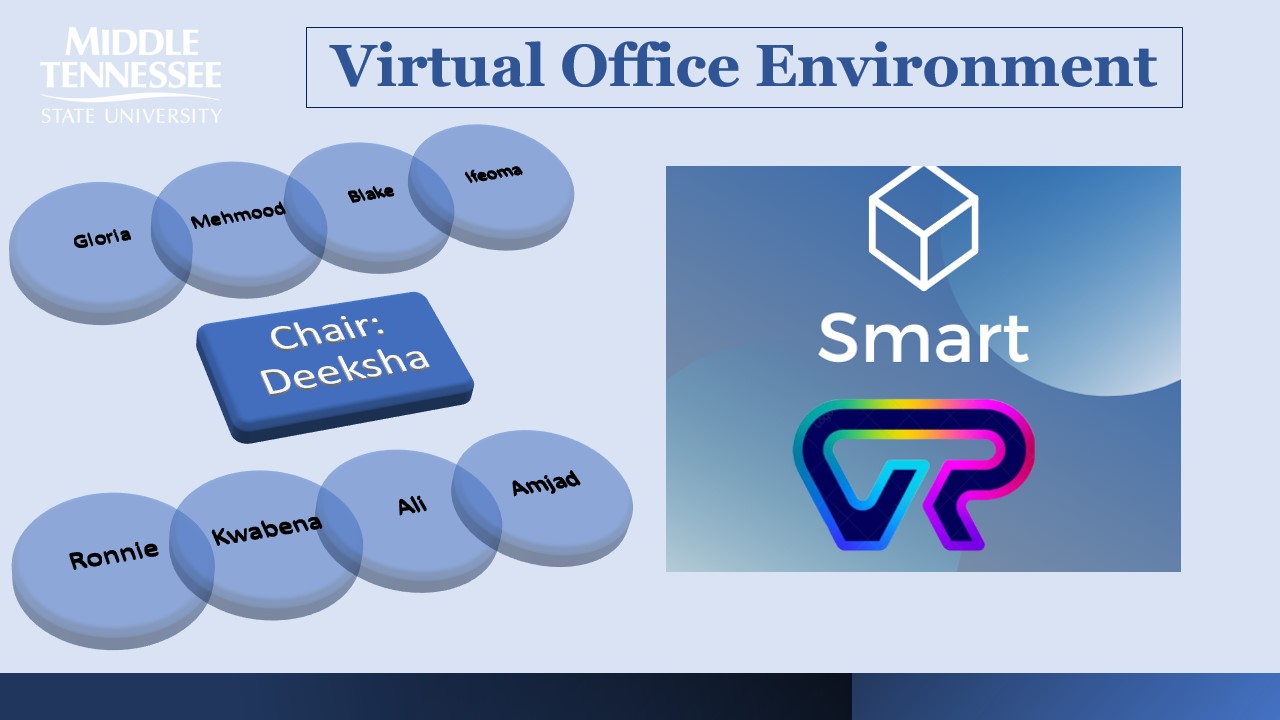 MIDDLE
TENNESSEE
STATE UNIVERSITY
Virtual Office Environment
Gloria
Mehmood
Blake
Ifeoma
Chair:
Deeksha
Ronnie
Kwabena
Ali
Amjad
Smart
VR